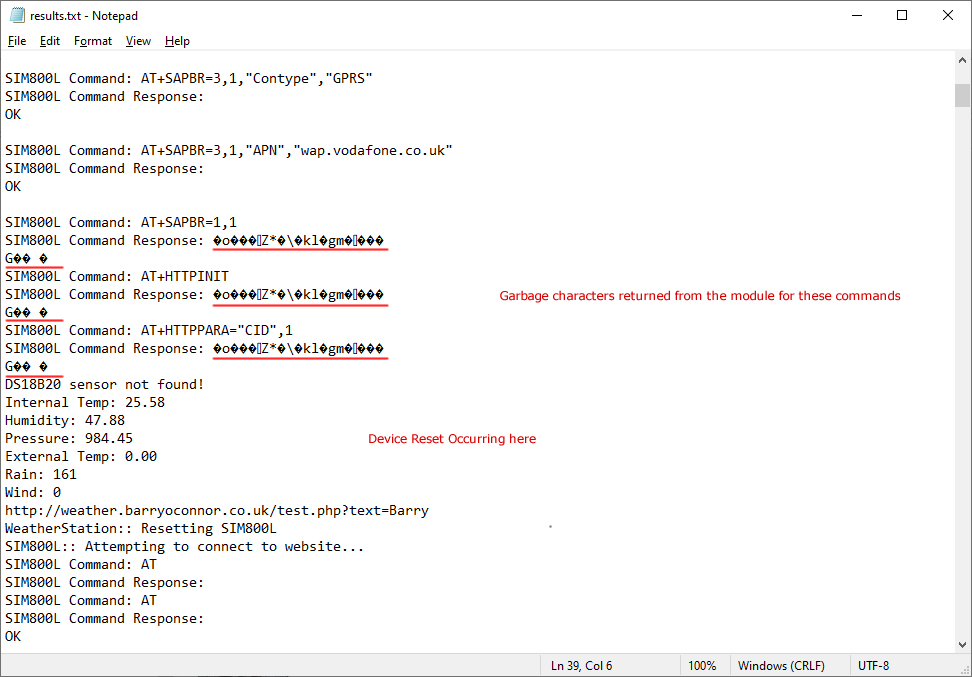 results.txt - Notepad
File Edit Format View Help
SIM800L Command: AT+SAPBR=3,1,"Contype","GPRS"
SIM800L Command Response:
OK
SIM800L Command: AT+SAPBR=3,1,"APN","wap.vodafone.co.uk"
SIM800L Command Response:
OK
SIM800L Command: AT+SAPBR=1,1
SIM800L Command Response: �o���▯Z*�\�kl�gm�▯���
G�� �
SIM800L Command: AT+HTTPINIT
SIM800L Command Response: �o���▯Z*�\�kl�gm�▯���
Garbage characters returned from the module for these commands
G�� �
SIM800L Command: AT+HTTPPARA="CID",1
SIM800L Command Response: �o���▯Z*�\�kl�gm�▯���
G�� �
DS18B20 sensor not found!
Internal Temp: 25.58
Humidity: 47.88
Pressure: 984.45
Device Reset Occurring here
External Temp: 0.00
Rain: 161
Wind: 0
http://weather.barryoconnor.co.uk/test.php?text=Barry
WeatherStation:: Resetting SIM800L
SIM800L:: Attempting to connect to website...
SIM800L Command: AT
SIM800L Command Response:
SIM800L Command: AT
SIM800L Command Response:
OK
Ln 39, Col 6 100% Windows (CRLF) UTF-8